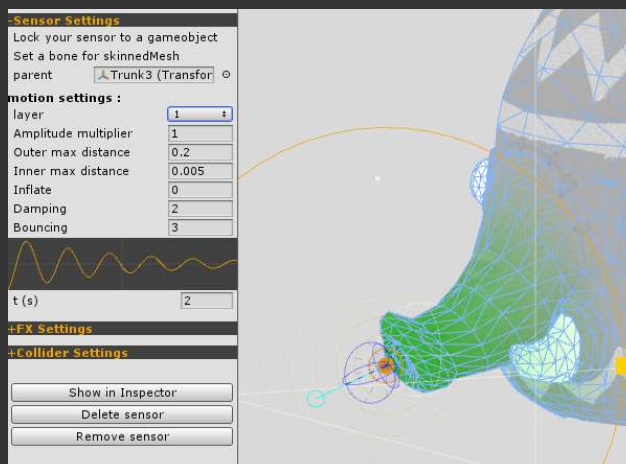 -Sensor Settings
Lock your sensor to a gameobject
Set a bone for skinnedMesh
parent Trunk3 (Transfor
motion settings :
layer 1
Amplitude multiplier 1
Outer max distance 0.2
Inner max distance 0.005
Inflate 0
Damping 2
Bouncing 3
t (s) 2
+FX Settings
+Collider Settings
Show in Inspector
Delete sensor
Remove sensor